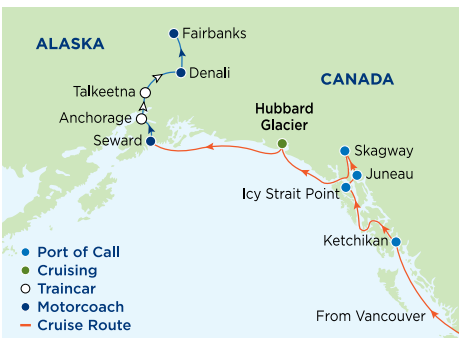 Fairbanks
ALASKA
Denali
CANADA
Talkeetna
Hubbard
Glacier
Anchorage
Seward
Skagway
Juneau
Icy Strait Point
Ketchikan
Port of Call
Cruising
Traincar
Motorcoach
Cruise Route
From Vancouver